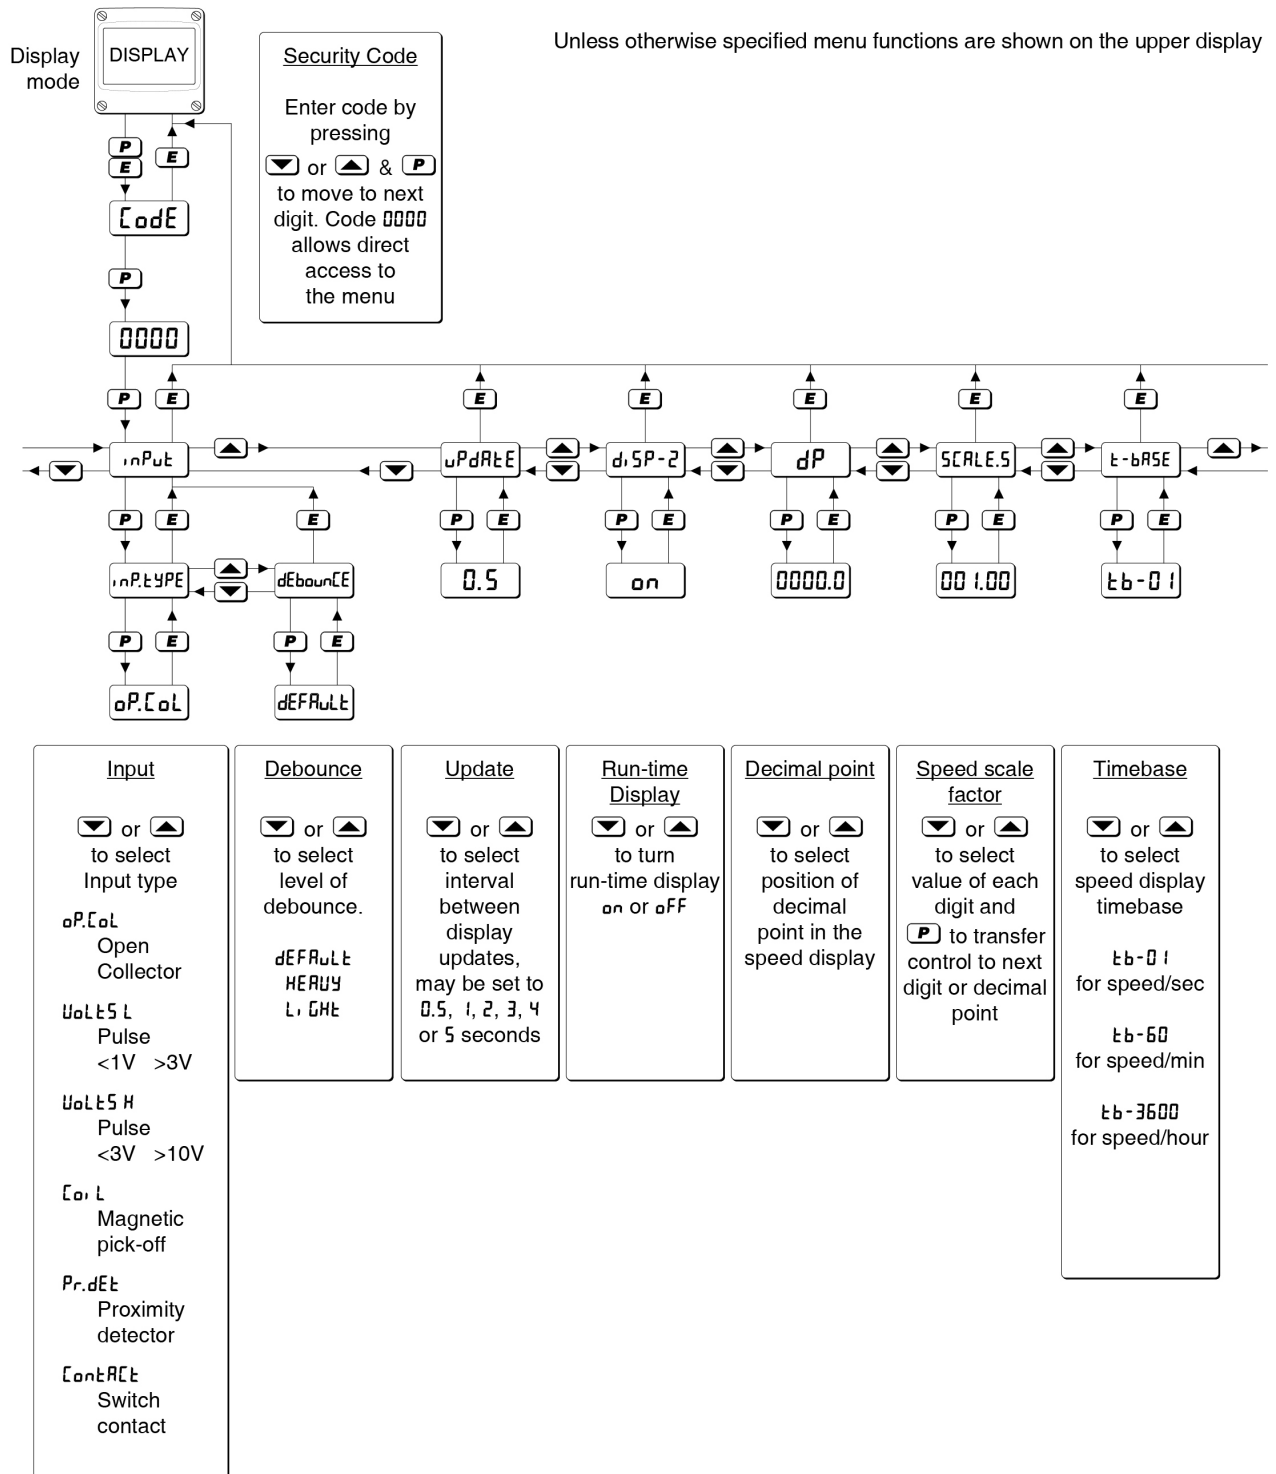 Unless otherwise specified menu functions are shown on the upper display
Display
mode
DISPLAY
P
E
E
CodE
P
0000
P
E
Security Code
Enter code by
pressing
or & P
to move to next
digit. Code 0000
allows direct
access to
the menu
E
E
E
E
E
inPut
uPdAtE
diSP-2
dP
SCALE.S
t-bASE
P
E
E
P
E
P
E
P
E
P
E
P
E
inP.tYPE
dEbounCE
0.5
on
0000.0
001.00
tb-01
P
E
P
E
oP.CoL
dEFAuLt
Input
or
to select
Input type
oP.CoL
Open
Collector
VoLtS L
Pulse
<1V >3V
VoLtS H
Pulse
<3V >10V
Coi L
Magnetic
pick-off
Pr.dEt
Proximity
detector
ContACt
Switch
contact
Debounce
or
to select
level of
debounce.
dEFAuLt
HEAVY
Li GHt
Update
or
to select
interval
between
display
updates,
may be set to
0.5, 1, 2, 3, 4
or 5 seconds
Run-time
Display
or
to turn
run-time display
on or oFF
Decimal point
or
to select
position of
decimal
point in the
speed display
Speed scale
factor
or
to select
value of each
digit and
P to transfer
control to next
digit or decimal
point
Timebase
or
to select
speed display
timebase
tb-01
for speed/sec
tb-60
for speed/min
tb-3600
for speed/hour